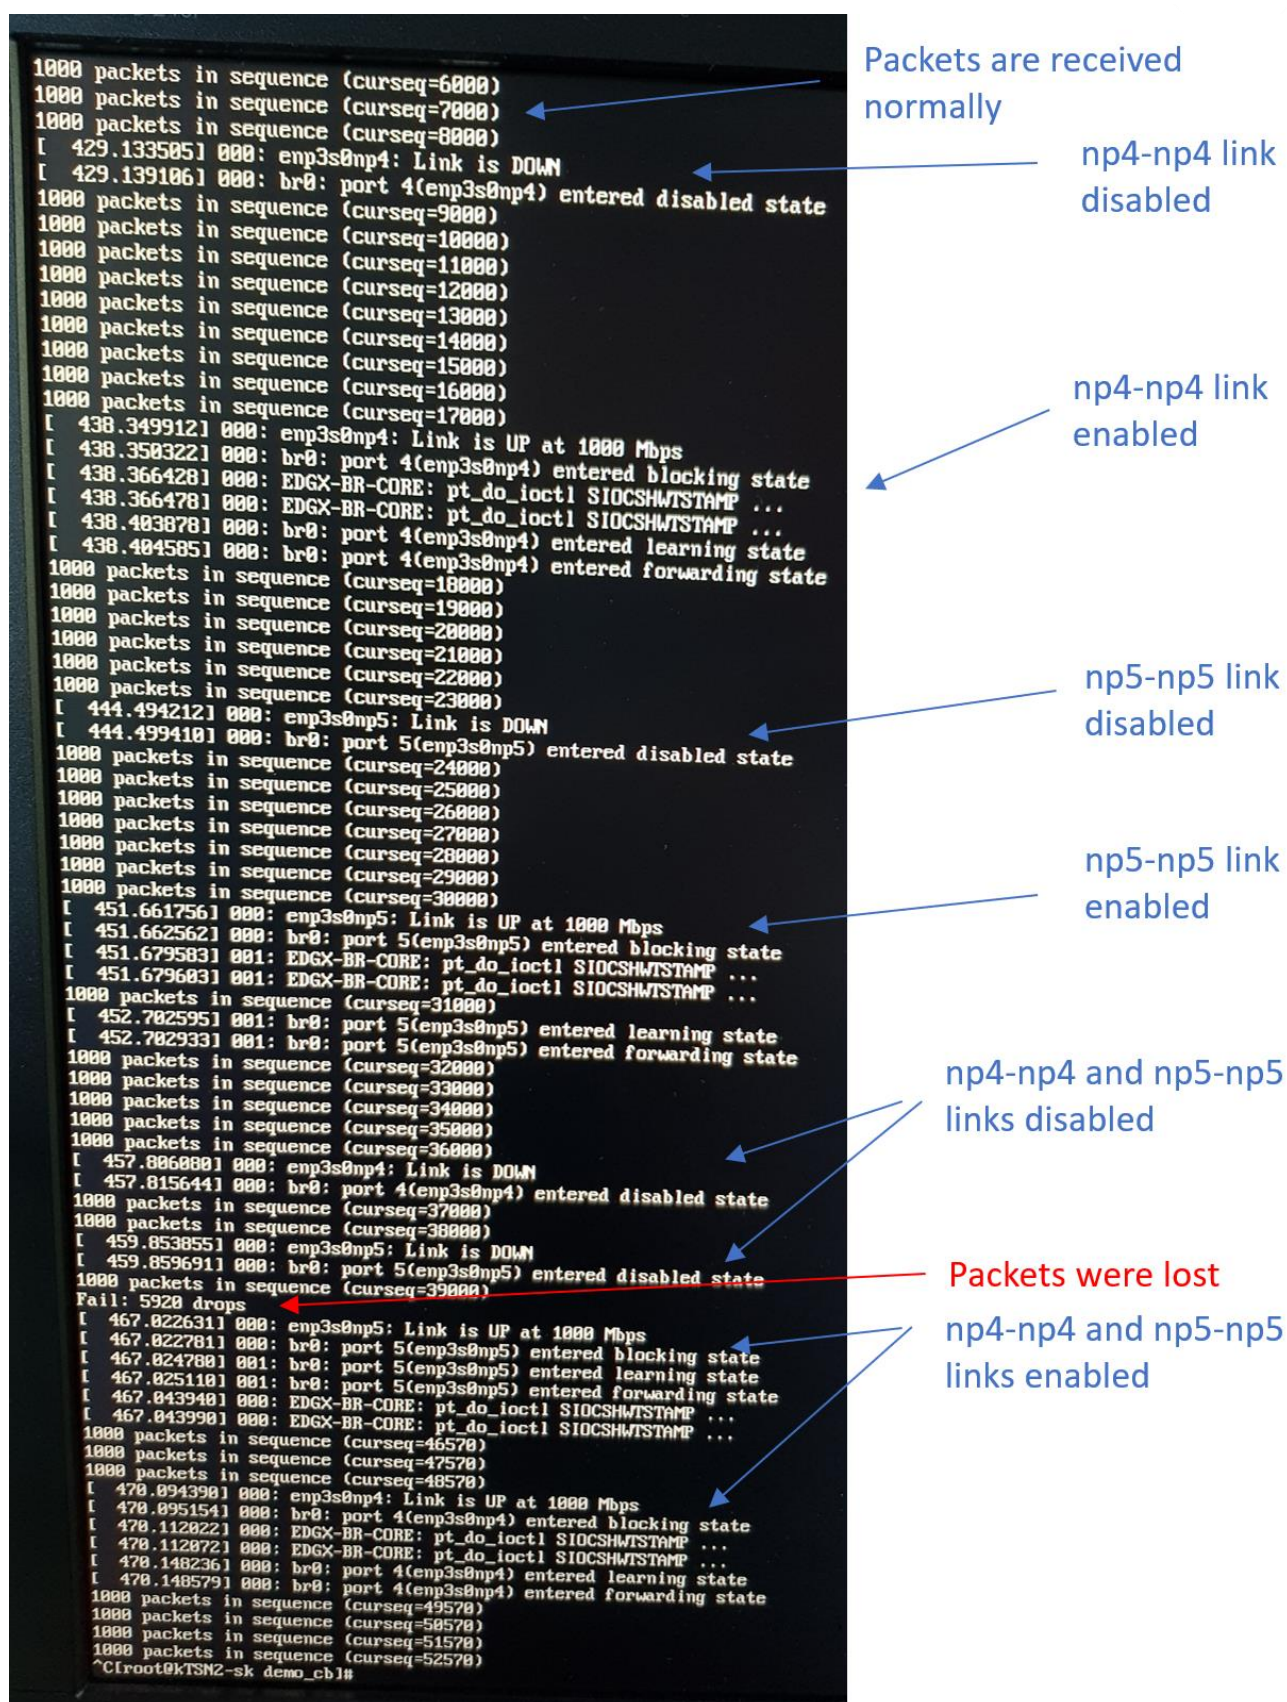 1000 packets in sequence (curseq=6000)
1000 packets in sequence (curseq=7000)
1000 packets in sequence (curseq=8000)
[  429.133505] 000: enp3s0np4: Link is DOWN
[  429.139106] 000: br0: port 4(enp3s0np4) entered disabled state
1000 packets in sequence (curseq=9000)
1000 packets in sequence (curseq=10000)
1000 packets in sequence (curseq=11000)
1000 packets in sequence (curseq=12000)
1000 packets in sequence (curseq=13000)
1000 packets in sequence (curseq=14000)
1000 packets in sequence (curseq=15000)
1000 packets in sequence (curseq=16000)
1000 packets in sequence (curseq=17000)
[  438.349912] 000: enp3s0np4: Link is UP at 1000 Mbps
[  438.350322] 000: br0: port 4(enp3s0np4) entered blocking state
[  438.366428] 000: EDGX-BR-CORE: pt_do_ioctl SIOCSHWTSTAMP ...
[  438.366478] 000: EDGX-BR-CORE: pt_do_ioctl SIOCSHWTSTAMP ...
[  438.403878] 000: br0: port 4(enp3s0np4) entered learning state
[  438.404585] 000: br0: port 4(enp3s0np4) entered forwarding state
1000 packets in sequence (curseq=18000)
1000 packets in sequence (curseq=19000)
1000 packets in sequence (curseq=20000)
1000 packets in sequence (curseq=21000)
1000 packets in sequence (curseq=22000)
1000 packets in sequence (curseq=23000)
[  444.494212] 000: enp3s0np5: Link is DOWN
[  444.499410] 000: br0: port 5(enp3s0np5) entered disabled state
1000 packets in sequence (curseq=24000)
1000 packets in sequence (curseq=25000)
1000 packets in sequence (curseq=26000)
1000 packets in sequence (curseq=27000)
1000 packets in sequence (curseq=28000)
1000 packets in sequence (curseq=29000)
1000 packets in sequence (curseq=30000)
[  451.661756] 000: enp3s0np5: Link is UP at 1000 Mbps
[  451.662562] 000: br0: port 5(enp3s0np5) entered blocking state
[  451.679583] 001: EDGX-BR-CORE: pt_do_ioctl SIOCSHWTSTAMP ...
[  451.679603] 001: EDGX-BR-CORE: pt_do_ioctl SIOCSHWTSTAMP ...
1000 packets in sequence (curseq=31000)
[  452.702595] 001: br0: port 5(enp3s0np5) entered learning state
[  452.702933] 001: br0: port 5(enp3s0np5) entered forwarding state
1000 packets in sequence (curseq=32000)
1000 packets in sequence (curseq=33000)
1000 packets in sequence (curseq=34000)
1000 packets in sequence (curseq=35000)
1000 packets in sequence (curseq=36000)
[  457.806080] 000: enp3s0np4: Link is DOWN
[  457.815644] 000: br0: port 4(enp3s0np4) entered disabled state
1000 packets in sequence (curseq=37000)
1000 packets in sequence (curseq=38000)
[  459.853855] 000: enp3s0np5: Link is DOWN
[  459.859691] 000: br0: port 5(enp3s0np5) entered disabled state
1000 packets in sequence (curseq=39000)
Fail: 5920 drops
[  467.022631] 000: enp3s0np5: Link is UP at 1000 Mbps
[  467.022781] 000: br0: port 5(enp3s0np5) entered blocking state
[  467.024780] 001: br0: port 5(enp3s0np5) entered learning state
[  467.025110] 001: br0: port 5(enp3s0np5) entered forwarding state
[  467.043940] 000: EDGX-BR-CORE: pt_do_ioctl SIOCSHWTSTAMP ...
[  467.043990] 000: EDGX-BR-CORE: pt_do_ioctl SIOCSHWTSTAMP ...
1000 packets in sequence (curseq=46570)
1000 packets in sequence (curseq=47570)
1000 packets in sequence (curseq=48570)
[  470.094390] 000: enp3s0np4: Link is UP at 1000 Mbps
[  470.095154] 000: br0: port 4(enp3s0np4) entered blocking state
[  470.112022] 000: EDGX-BR-CORE: pt_do_ioctl SIOCSHWTSTAMP ...
[  470.112072] 000: EDGX-BR-CORE: pt_do_ioctl SIOCSHWTSTAMP ...
[  470.148236] 000: br0: port 4(enp3s0np4) entered learning state
[  470.148579] 000: br0: port 4(enp3s0np4) entered forwarding state
1000 packets in sequence (curseq=49570)
1000 packets in sequence (curseq=50570)
1000 packets in sequence (curseq=51570)
1000 packets in sequence (curseq=52570)
^C[root@kTSN2-sk demo_cb]#
Packets are received
normally
np4-np4 link
disabled
np4-np4 link
enabled
np5-np5 link
disabled
np5-np5 link
enabled
np4-np4 and np5-np5
links disabled
Packets were lost
np4-np4 and np5-np5
links enabled